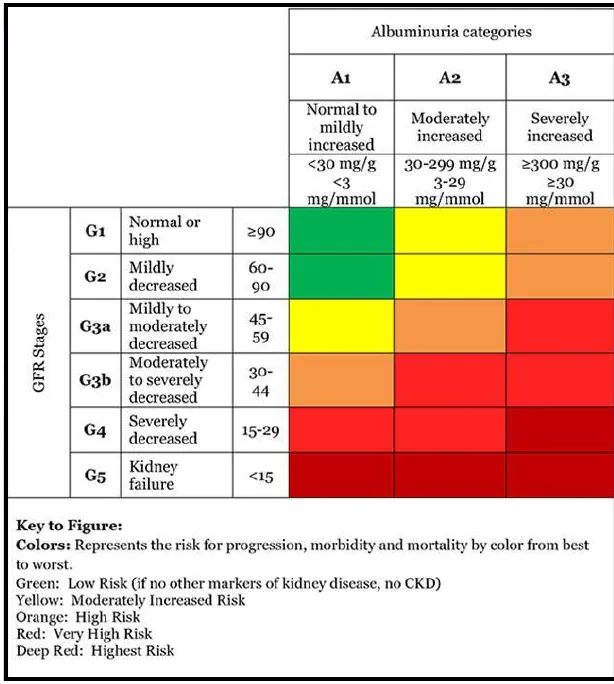 Albuminuria categories
A1
A2
A3
Normal to
mildly
increased
Moderately
increased
Severely
increased
<30 mg/g
<3
mg/mmol
30-299 mg/g
3-29
mg/mmol
≥300 mg/g
≥30
mg/mmol
GFR Stages
G1
Normal or
high
≥90
G2
Mildly
decreased
60-
90
G3a
Mildly to
moderately
decreased
45-
59
G3b
Moderately
to severely
decreased
30-
44
G4
Severely
decreased
15-29
G5
Kidney
failure
<15
Key to Figure:
Colors: Represents the risk for progression, morbidity and mortality by color from best
to worst.
Green: Low Risk (if no other markers of kidney disease, no CKD)
Yellow: Moderately Increased Risk
Orange: High Risk
Red: Very High Risk
Deep Red: Highest Risk